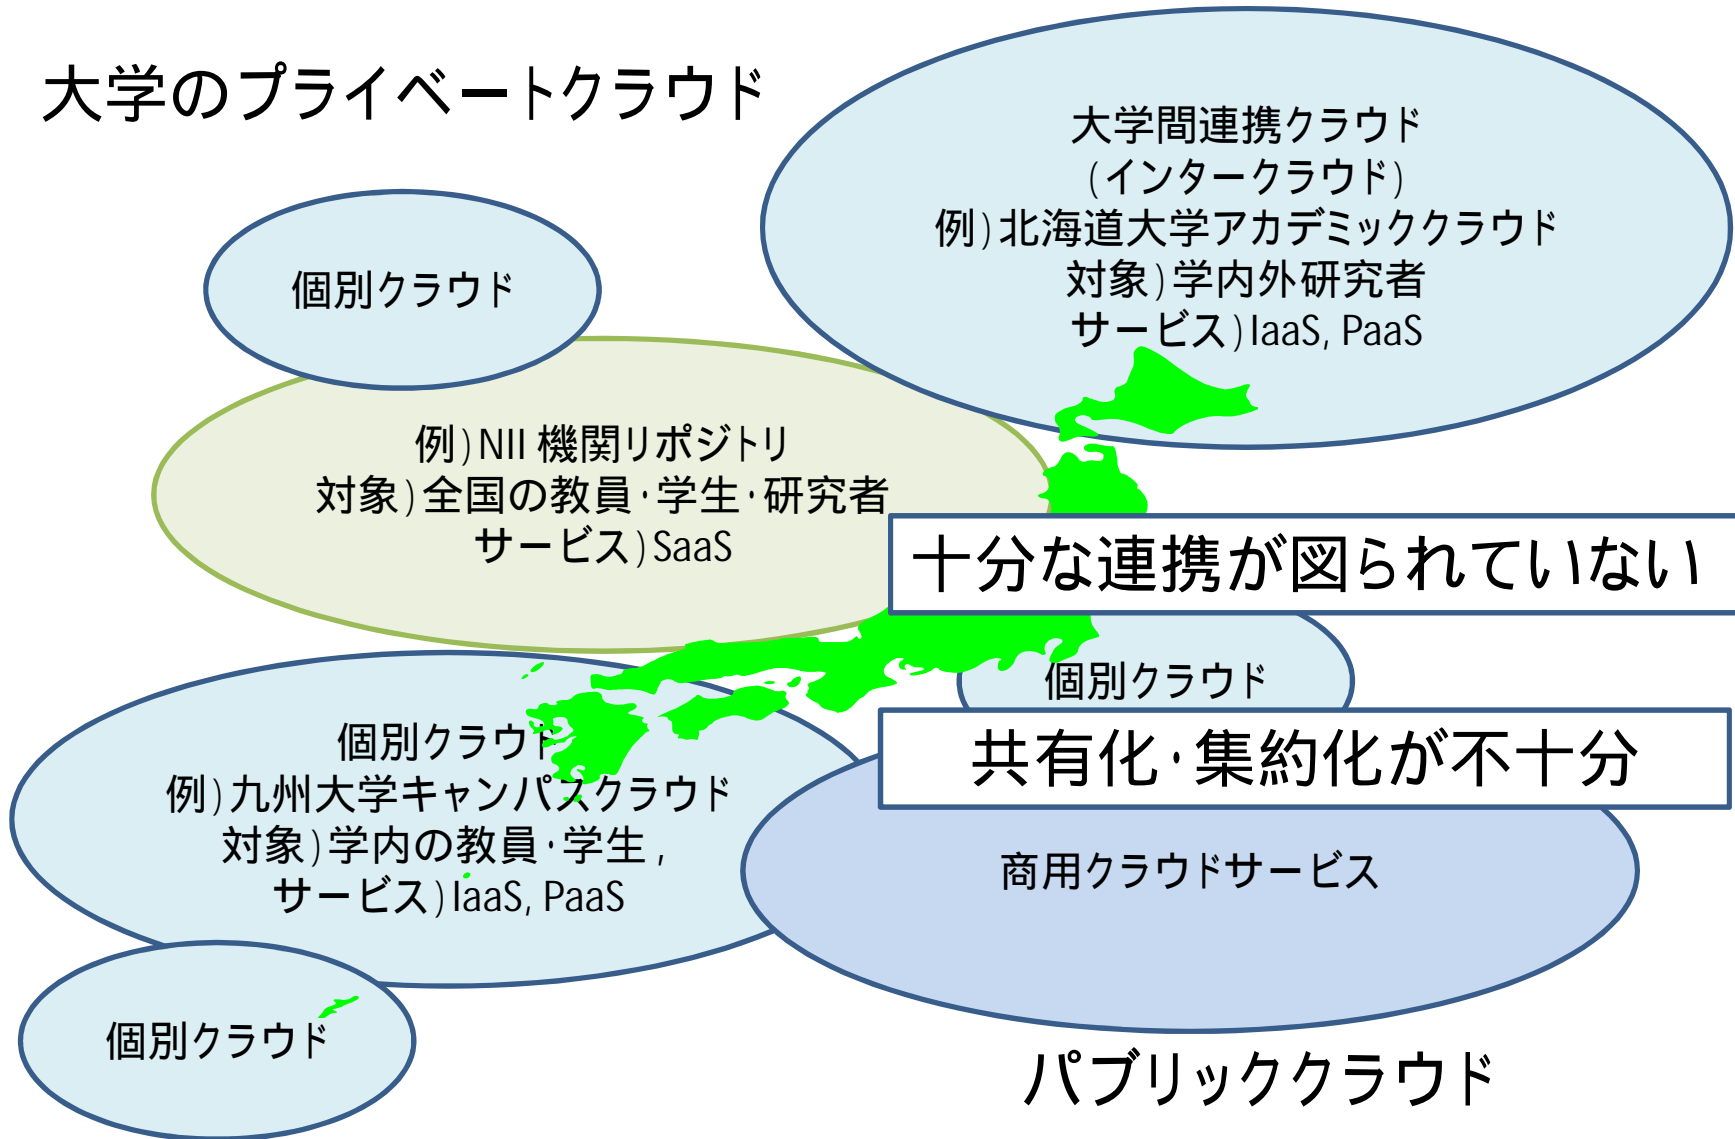 大学のプライベートクラウド
大学間連携クラウド
(インタークラウド)
例)北海道大学アカデミッククラウド
対象)学内外研究者
サービス)IaaS, PaaS
個別クラウド
例)NII 機関リポジトリ
対象)全国の教員・学生・研究者
サービス)SaaS
十分な連携が図られていない
個別クラウド
共有化・集約化が不十分
個別クラウド
例)九州大学キャンパスクラウド
対象)学内の教員・学生,
サービス)IaaS, PaaS
商用クラウドサービス
個別クラウド
パブリッククラウド